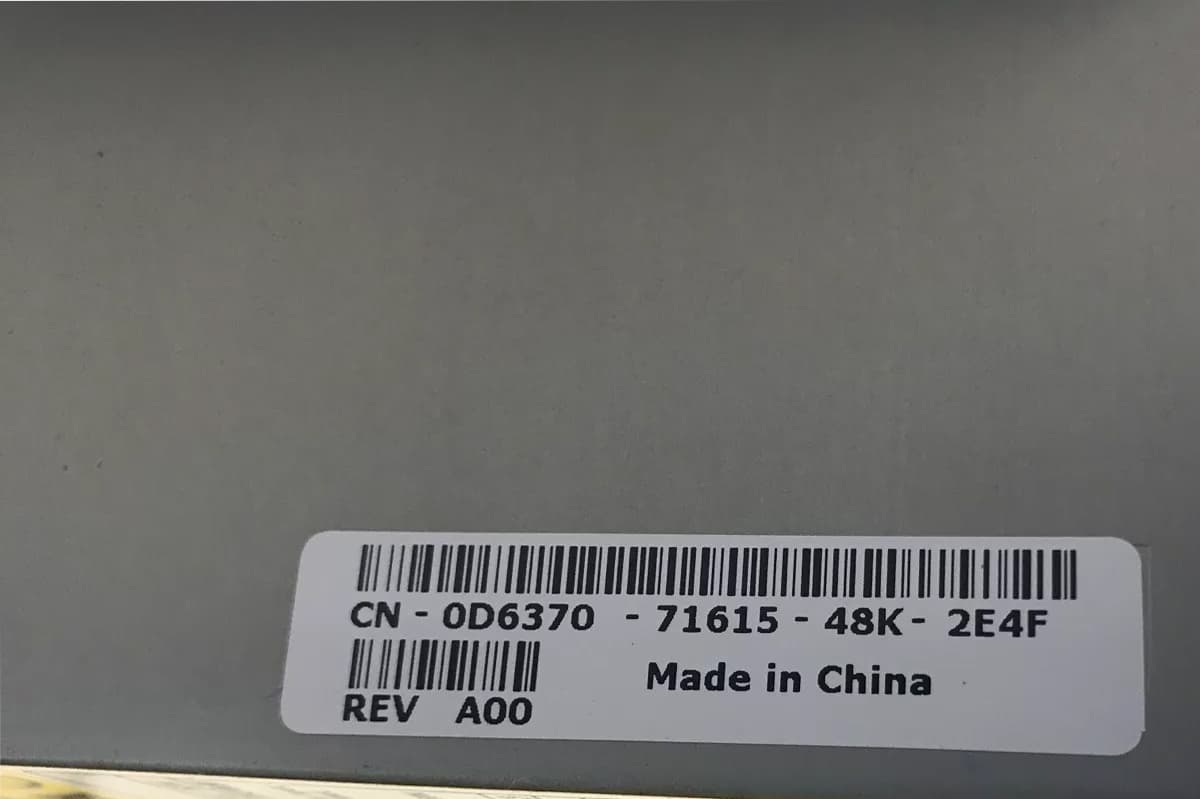 CN - 0D6370 - 71615 - 48K - 2E4F
Made in China
REV A00